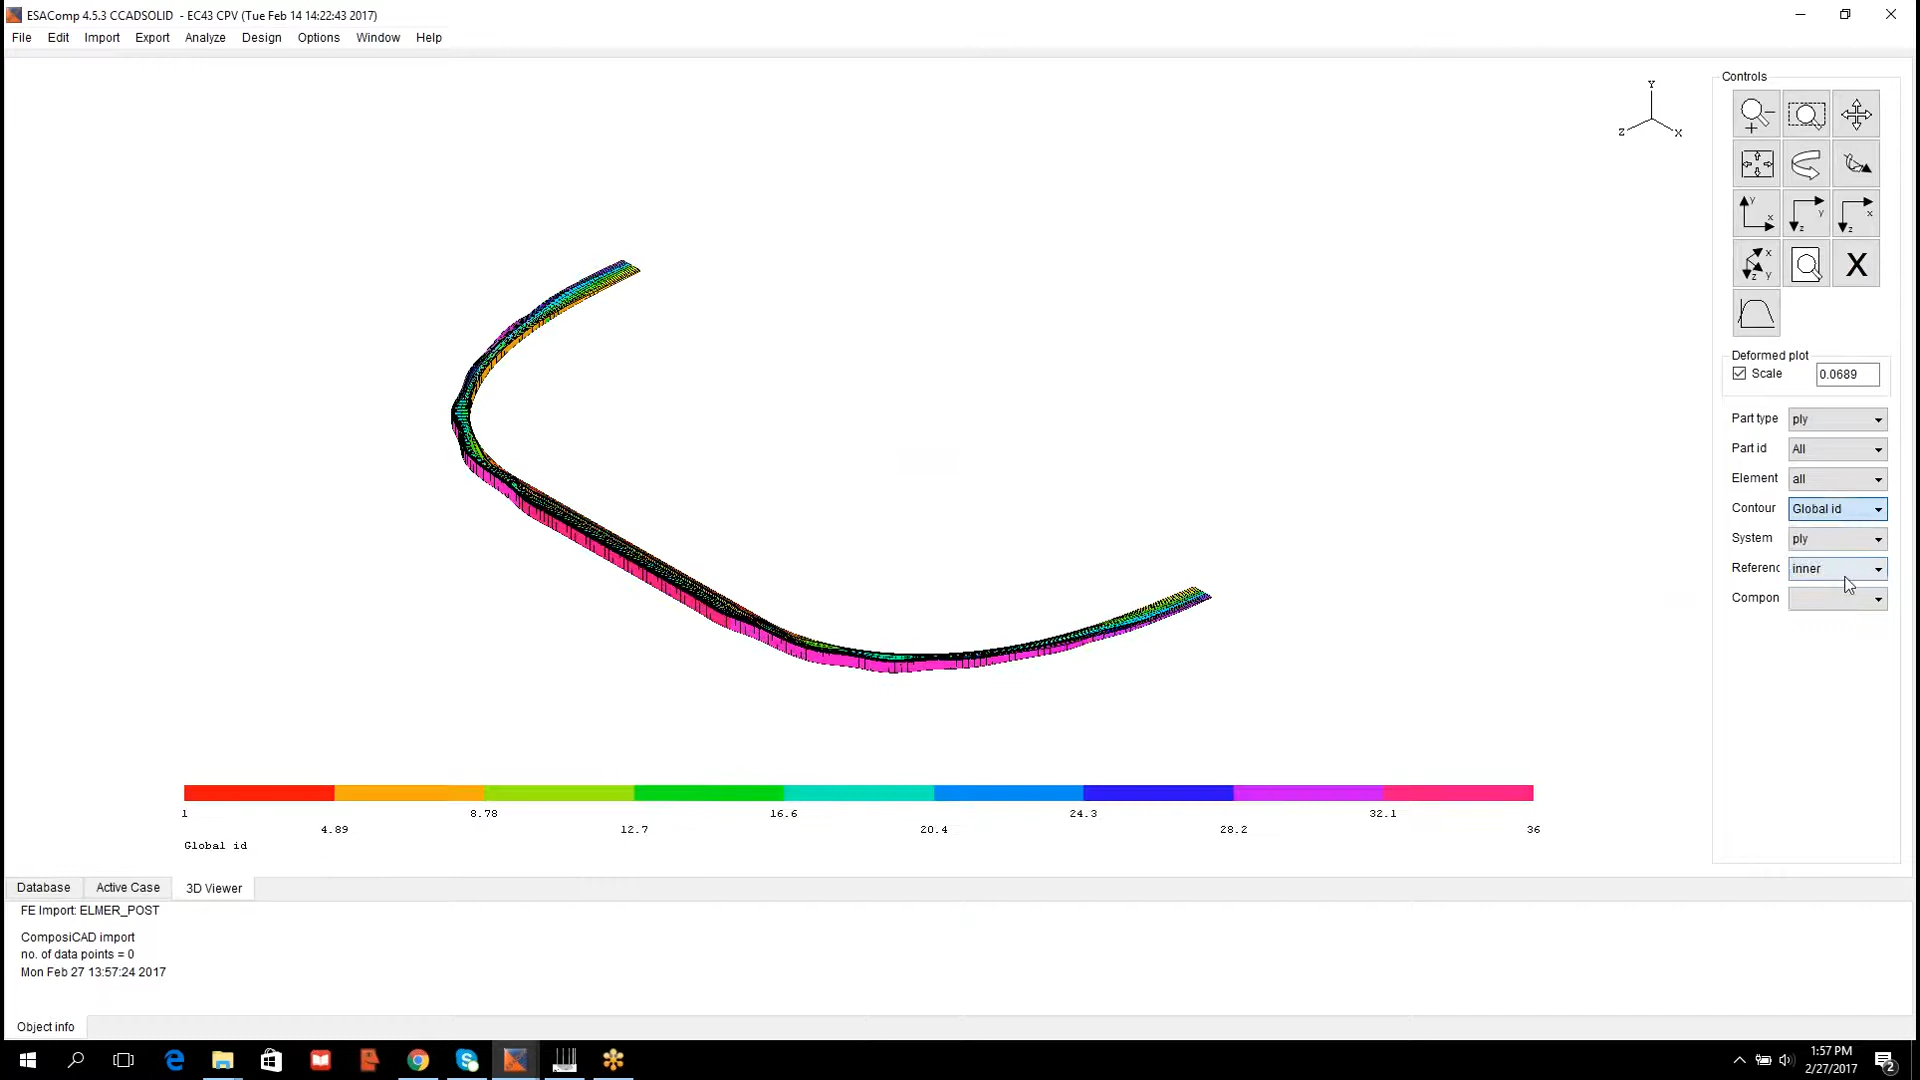 ESAComp 4.5.3 CCADSOLID - EC43 CPV (Tue Feb 14 14:22:43 2017)
File Edit Import Export Analyze Design Options Window Help
Controls
Y
Z X
y x
y z
x z
x z y
X
Deformed plot
Scale 0.0689
Part type ply
Part id All
Element all
Contour Global id
System ply
Referenc inner
Compon
1 8.78 16.6 24.3 32.1
4.89 12.7 20.4 28.2 36
Global id
Database Active Case 3D Viewer
FE Import: ELMER_POST
ComposiCAD import
no. of data points = 0
Mon Feb 27 13:57:24 2017
Object info
1:57 PM
2/27/2017
2